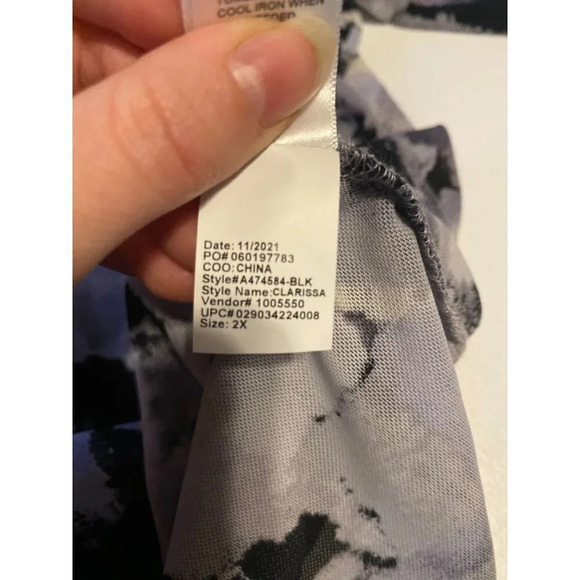 COOL IRON WHEN
Date: 11/2021
PO# 060197783
COO: CHINA
Style#A474584-BLK
Style Name: CLARISSA
Vendor# 1005550
UPC#029034224008
Size: 2X